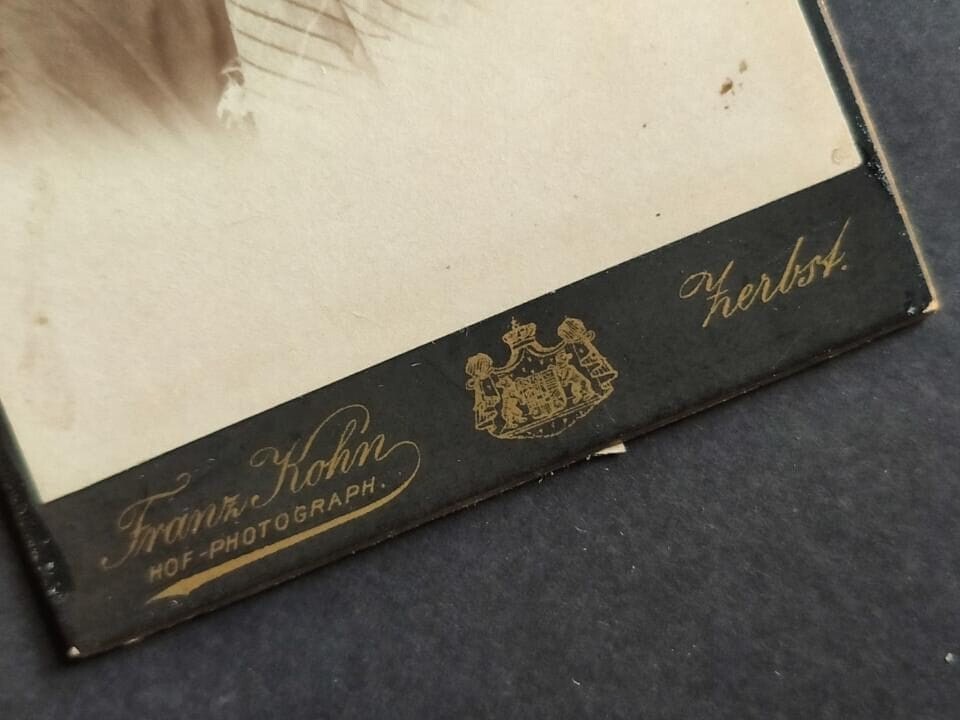 Franz Kohn
HOF-PHOTOGRAPH.
Zerbst.